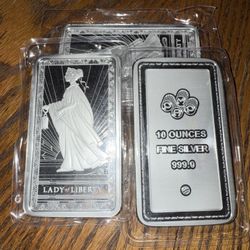 LADY of LIBERTY
10 OUNCES
FINE SILVER
999.0